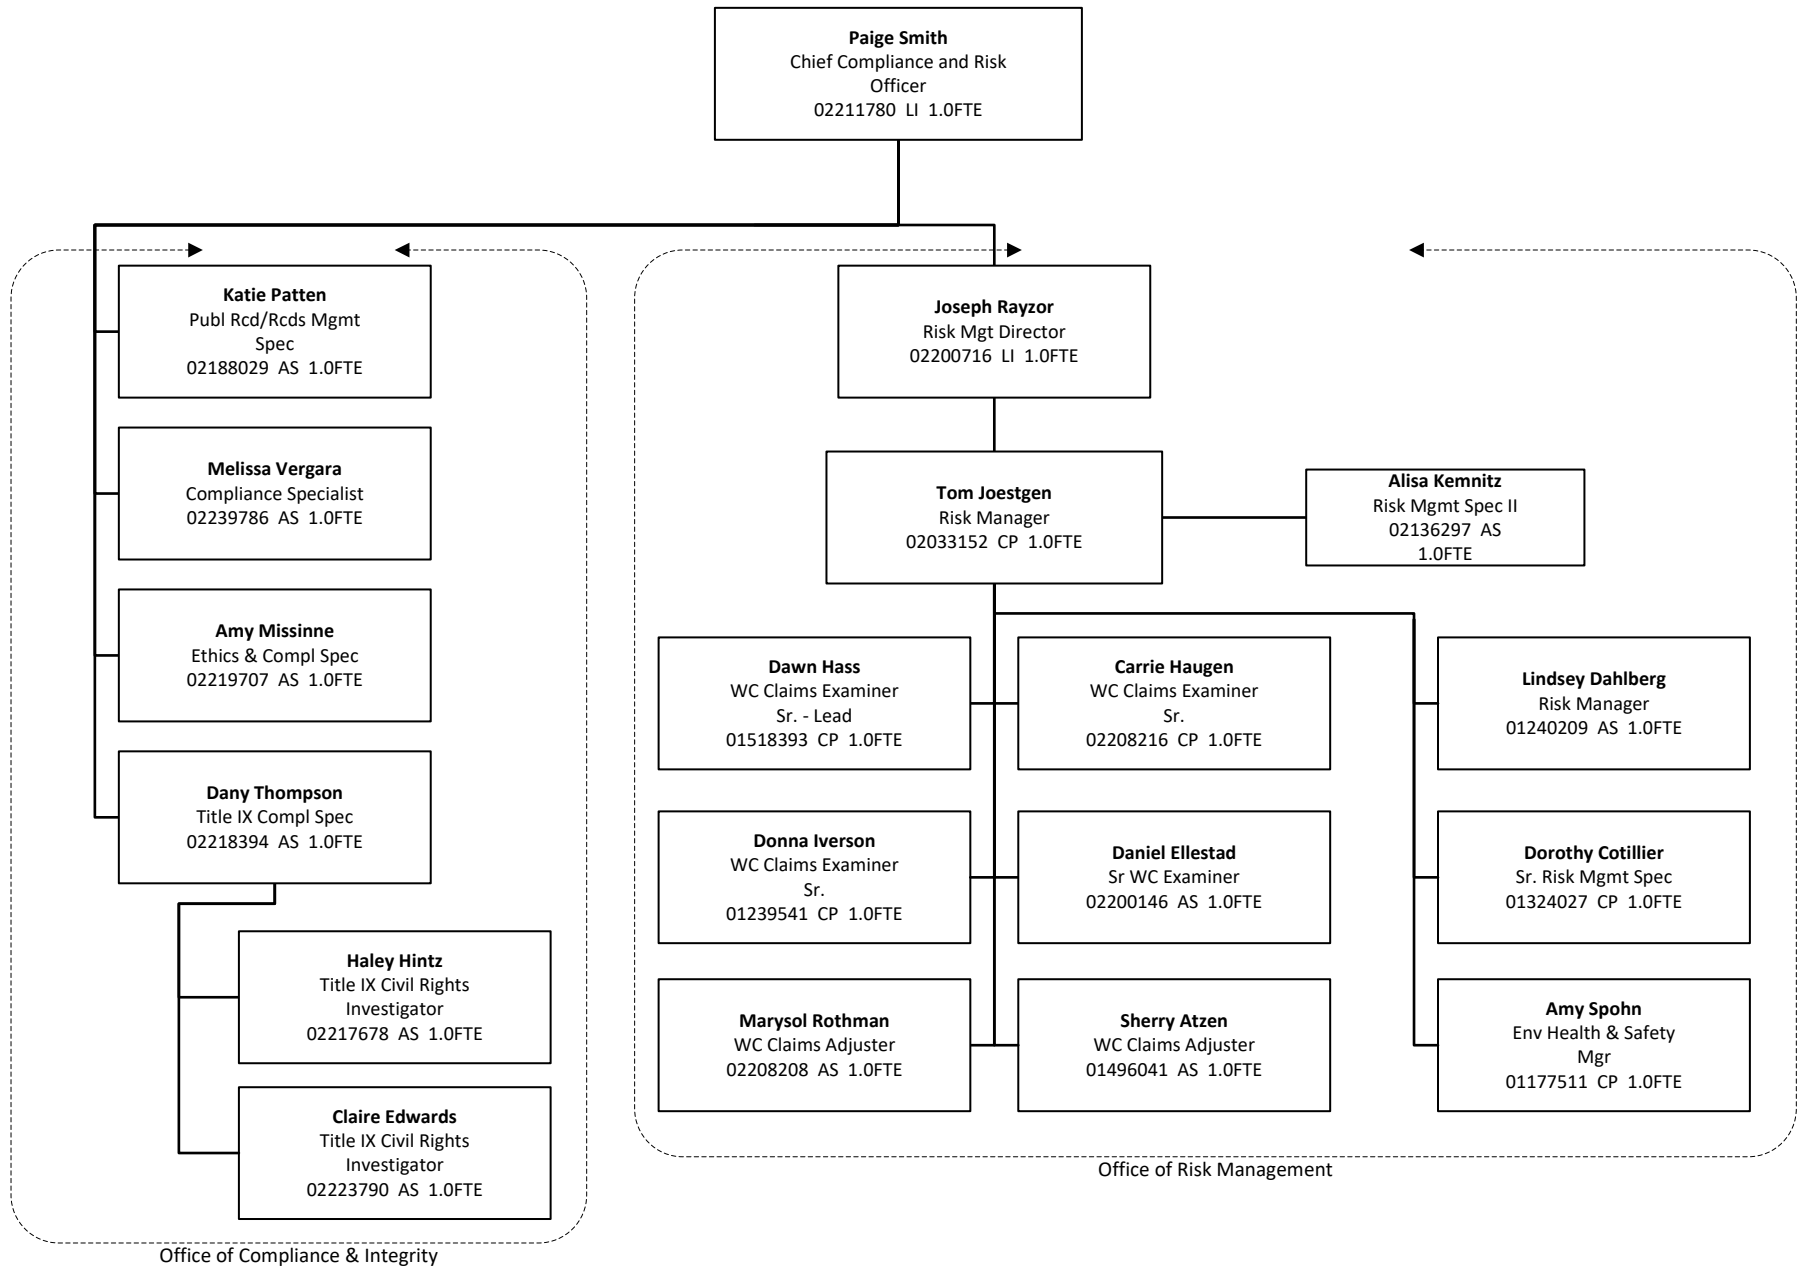 Paige Smith
Chief Compliance and Risk
Officer
02211780 LI 1.0FTE
Katie Patten
Publ Rcd/Rcds Mgmt
Spec
02188029 AS 1.0FTE
Melissa Vergara
Compliance Specialist
02239786 AS 1.0FTE
Amy Missinne
Ethics & Compl Spec
02219707 AS 1.0FTE
Dany Thompson
Title IX Compl Spec
02218394 AS 1.0FTE
Haley Hintz
Title IX Civil Rights
Investigator
02217678 AS 1.0FTE
Claire Edwards
Title IX Civil Rights
Investigator
02223790 AS 1.0FTE
Office of Compliance & Integrity
Joseph Rayzor
Risk Mgt Director
02200716 LI 1.0FTE
Tom Joestgen
Risk Manager
02033152 CP 1.0FTE
Alisa Kemnitz
Risk Mgmt Spec II
02136297 AS
1.0FTE
Dawn Hass
WC Claims Examiner
Sr. - Lead
01518393 CP 1.0FTE
Carrie Haugen
WC Claims Examiner
Sr.
02208216 CP 1.0FTE
Lindsey Dahlberg
Risk Manager
01240209 AS 1.0FTE
Donna Iverson
WC Claims Examiner
Sr.
01239541 CP 1.0FTE
Daniel Ellestad
Sr WC Examiner
02200146 AS 1.0FTE
Dorothy Cotillier
Sr. Risk Mgmt Spec
01324027 CP 1.0FTE
Marysol Rothman
WC Claims Adjuster
02208208 AS 1.0FTE
Sherry Atzen
WC Claims Adjuster
01496041 AS 1.0FTE
Amy Spohn
Env Health & Safety
Mgr
01177511 CP 1.0FTE
Office of Risk Management